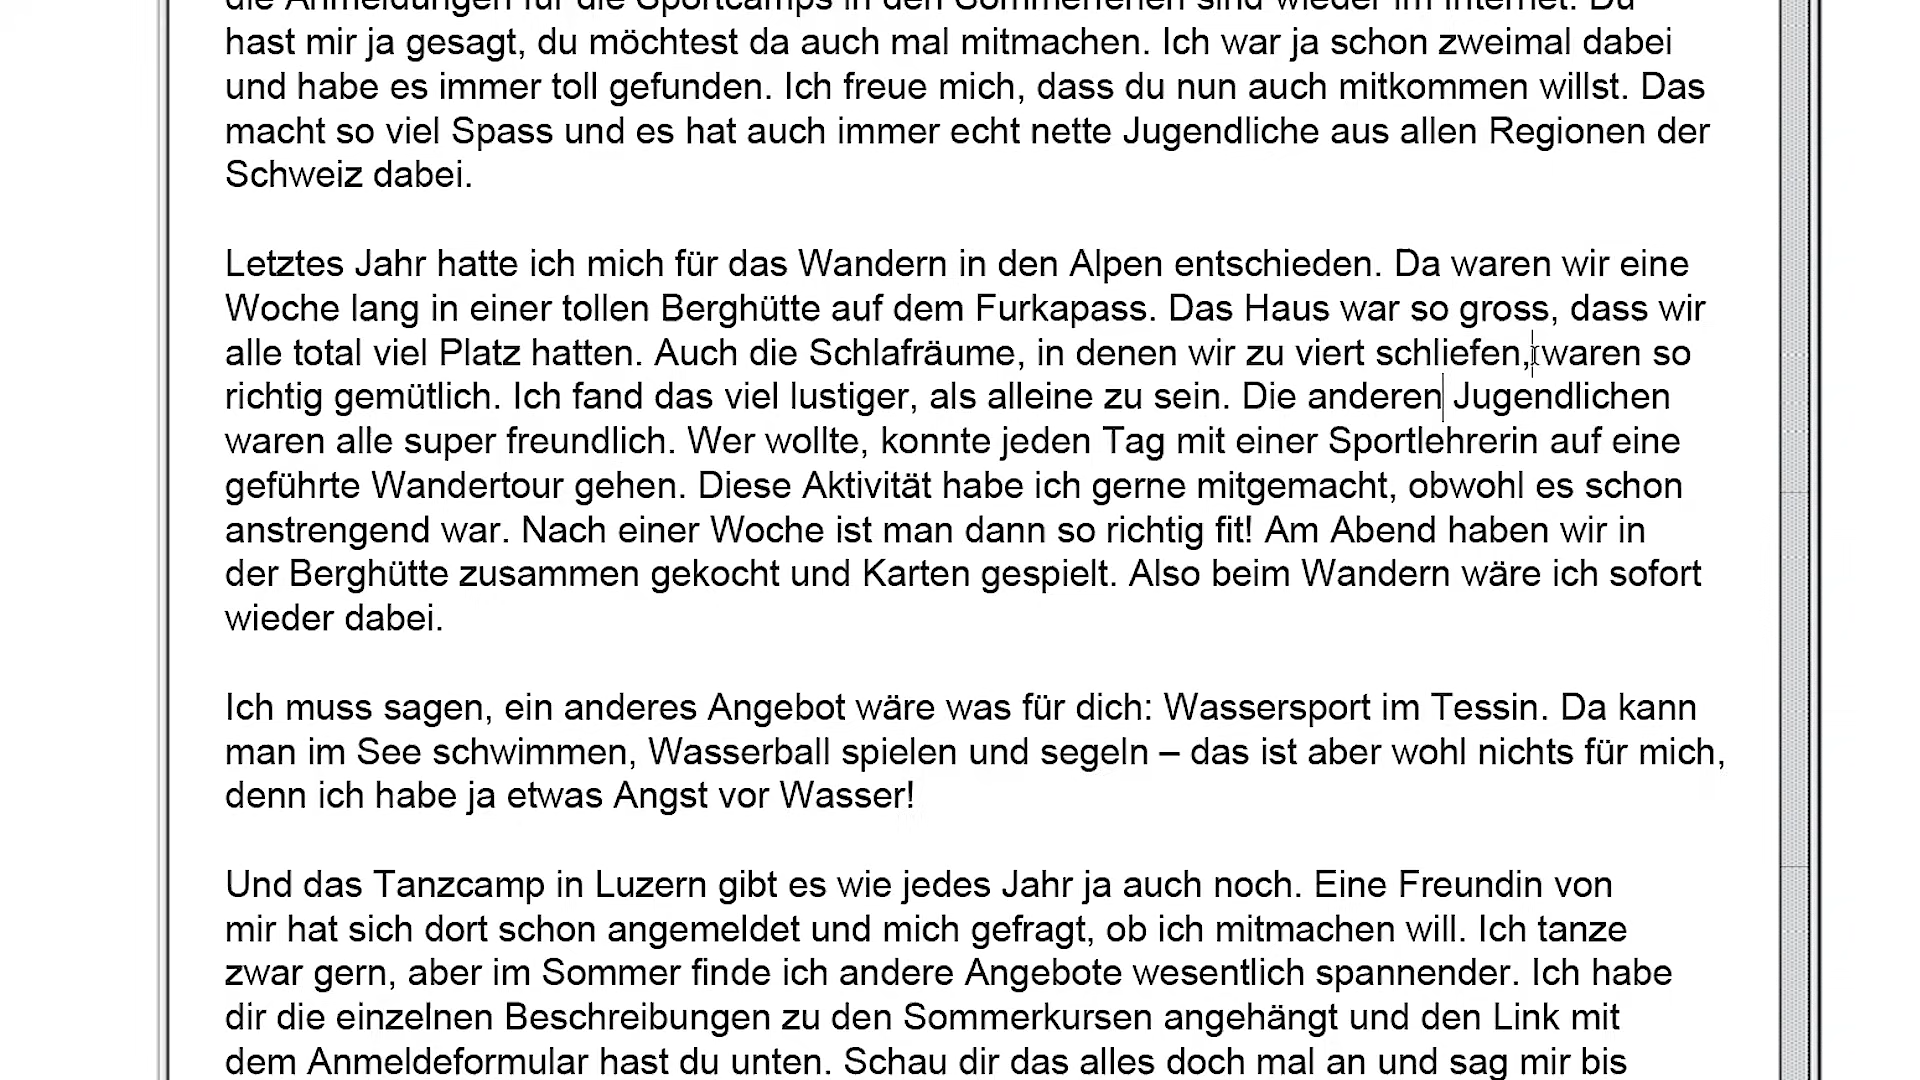 die Anmeldungen für die Sportcamps in den Sommerferien sind wieder im Internet. Du
hast mir ja gesagt, du möchtest da auch mal mitmachen. Ich war ja schon zweimal dabei
und habe es immer toll gefunden. Ich freue mich, dass du nun auch mitkommen willst. Das
macht so viel Spass und es hat auch immer echt nette Jugendliche aus allen Regionen der
Schweiz dabei.
Letztes Jahr hatte ich mich für das Wandern in den Alpen entschieden. Da waren wir eine
Woche lang in einer tollen Berghütte auf dem Furkapass. Das Haus war so gross, dass wir
alle total viel Platz hatten. Auch die Schlafräume, in denen wir zu viert schliefen, waren so
richtig gemütlich. Ich fand das viel lustiger, als alleine zu sein. Die anderen Jugendlichen
waren alle super freundlich. Wer wollte, konnte jeden Tag mit einer Sportlehrerin auf eine
geführte Wandertour gehen. Diese Aktivität habe ich gerne mitgemacht, obwohl es schon
anstrengend war. Nach einer Woche ist man dann so richtig fit! Am Abend haben wir in
der Berghütte zusammen gekocht und Karten gespielt. Also beim Wandern wäre ich sofort
wieder dabei.
Ich muss sagen, ein anderes Angebot wäre was für dich: Wassersport im Tessin. Da kann
man im See schwimmen, Wasserball spielen und segeln – das ist aber wohl nichts für mich,
denn ich habe ja etwas Angst vor Wasser!
Und das Tanzcamp in Luzern gibt es wie jedes Jahr ja auch noch. Eine Freundin von
mir hat sich dort schon angemeldet und mich gefragt, ob ich mitmachen will. Ich tanze
zwar gern, aber im Sommer finde ich andere Angebote wesentlich spannender. Ich habe
dir die einzelnen Beschreibungen zu den Sommerkursen angehängt und den Link mit
dem Anmeldeformular hast du unten. Schau dir das alles doch mal an und sag mir bis